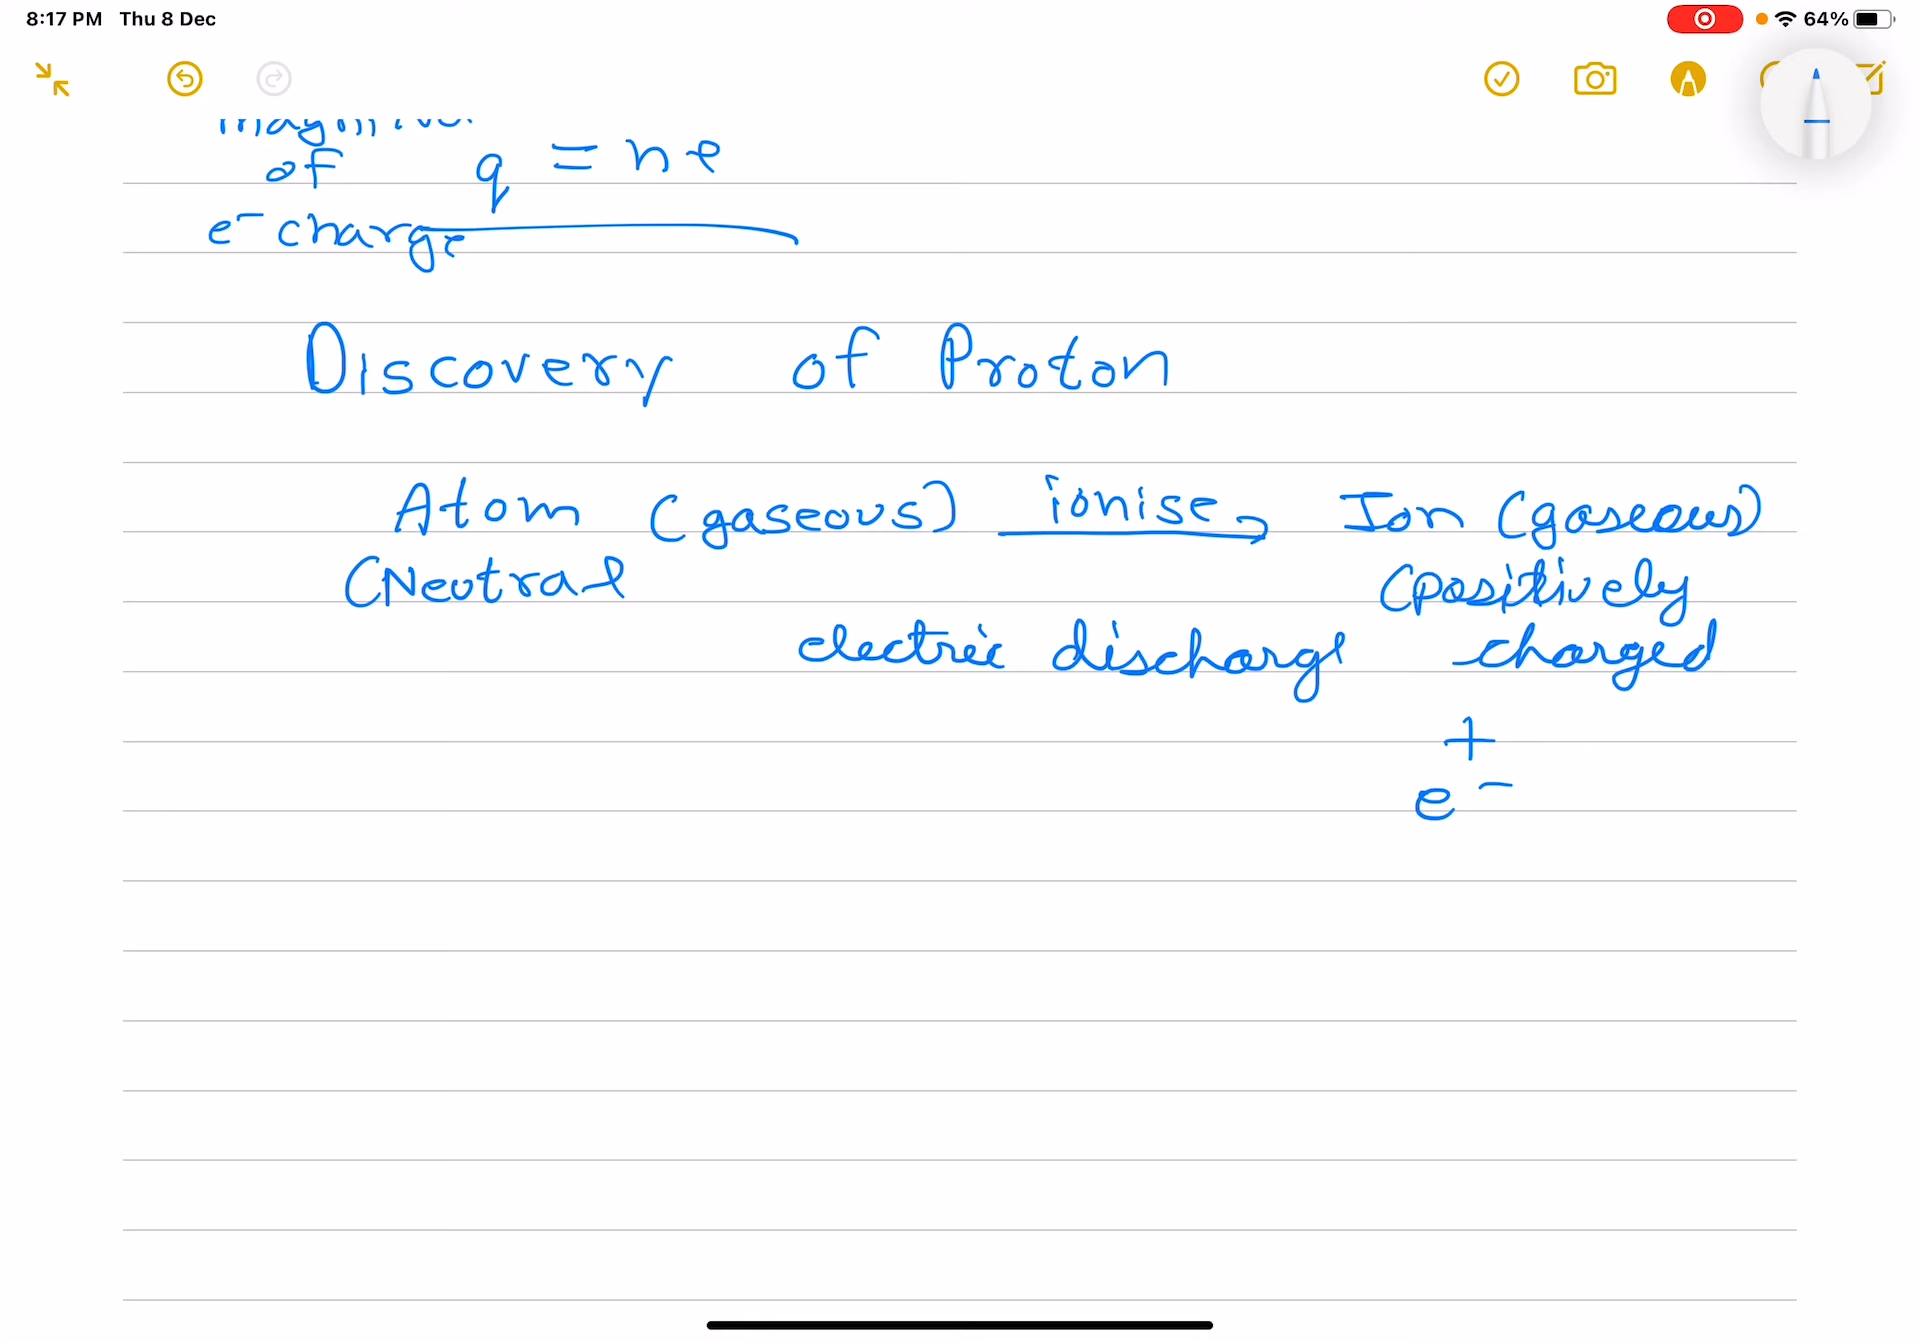 8:17 PM Thu 8 Dec 64%
of q = ne
e⁻ charge
Discovery of Proton
Atom (gaseous) ionise Ion (gaseous)
(Neutral (positively
electric discharge charged
+
e⁻